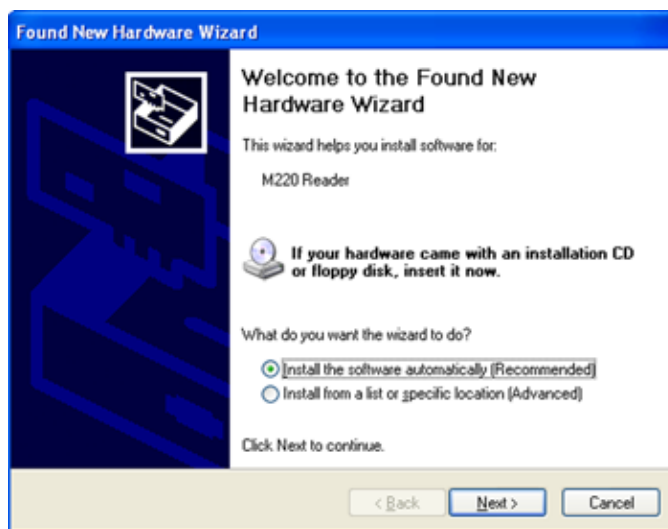 Found New Hardware Wizard
Welcome to the Found New
Hardware Wizard
This wizard helps you install software for:
M220 Reader
If your hardware came with an installation CD
or floppy disk, insert it now.
What do you want the wizard to do?
Install the software automatically (Recommended)
Install from a list or specific location (Advanced)
Click Next to continue.
< Back Next > Cancel